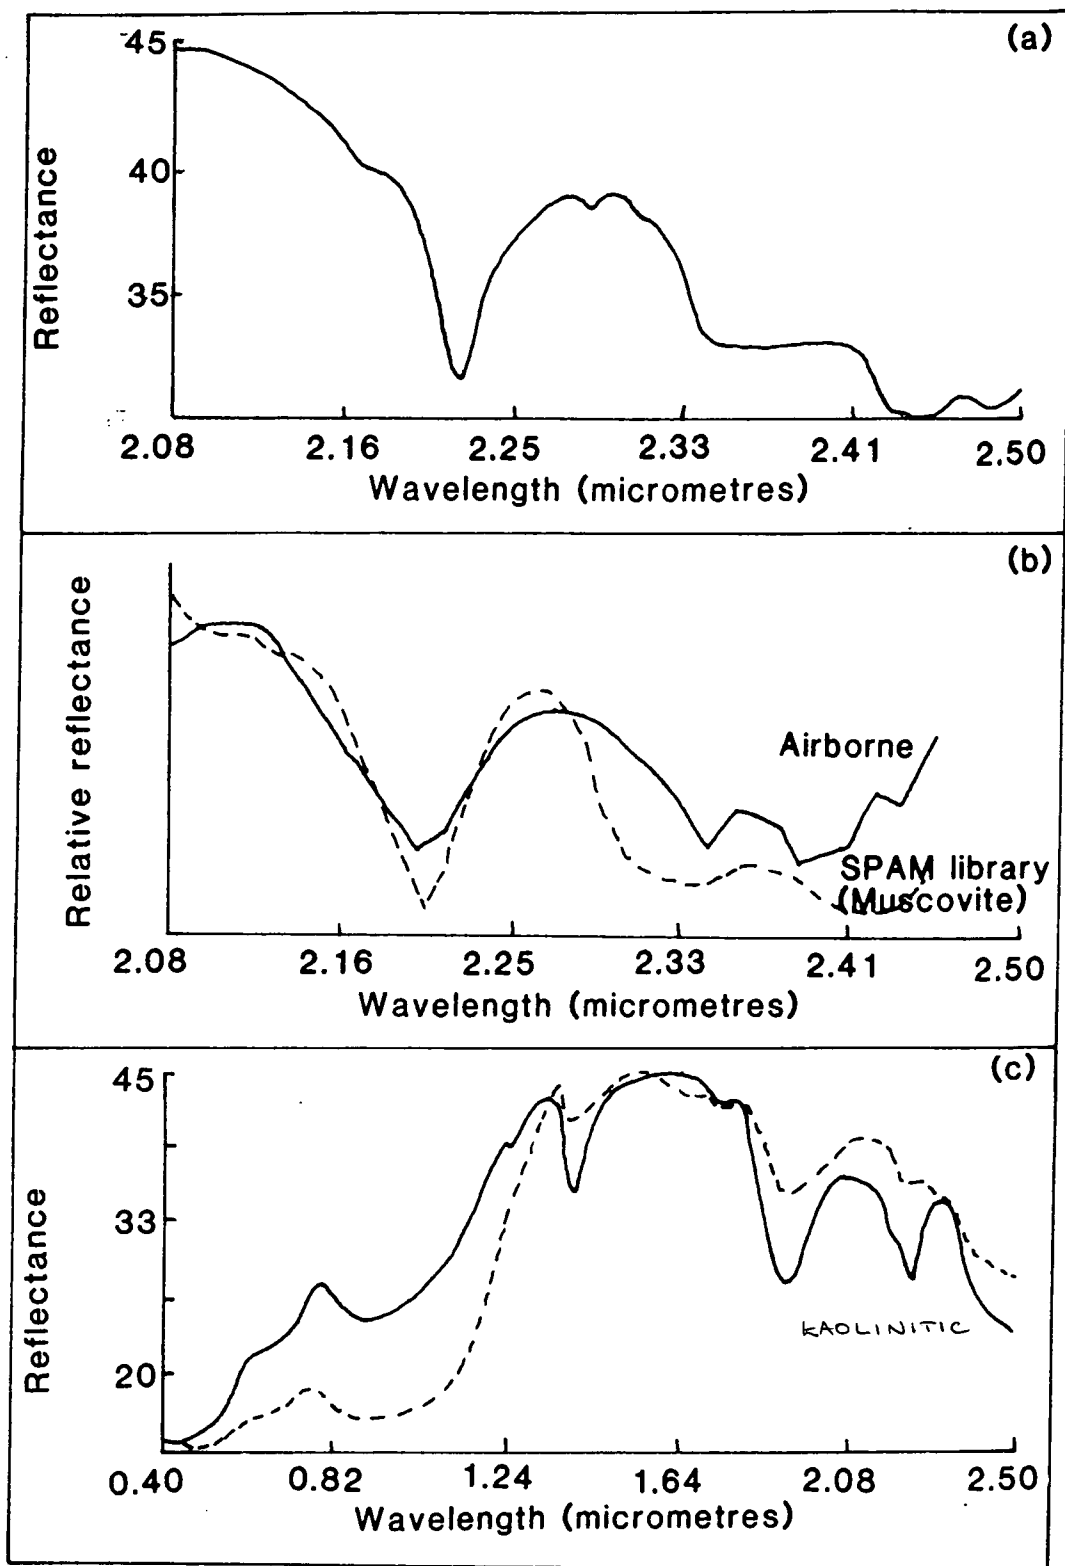 (a)
45
40
35
Reflectance
2.08 2.16 2.25 2.33 2.41 2.50
Wavelength (micrometres)
(b)
Relative reflectance
Airborne
SPAM library
(Muscovite)
2.08 2.16 2.25 2.33 2.41 2.50
Wavelength (micrometres)
(c)
45
33
20
Reflectance
KAOLINITIC
0.40 0.82 1.24 1.64 2.08 2.50
Wavelength (micrometres)